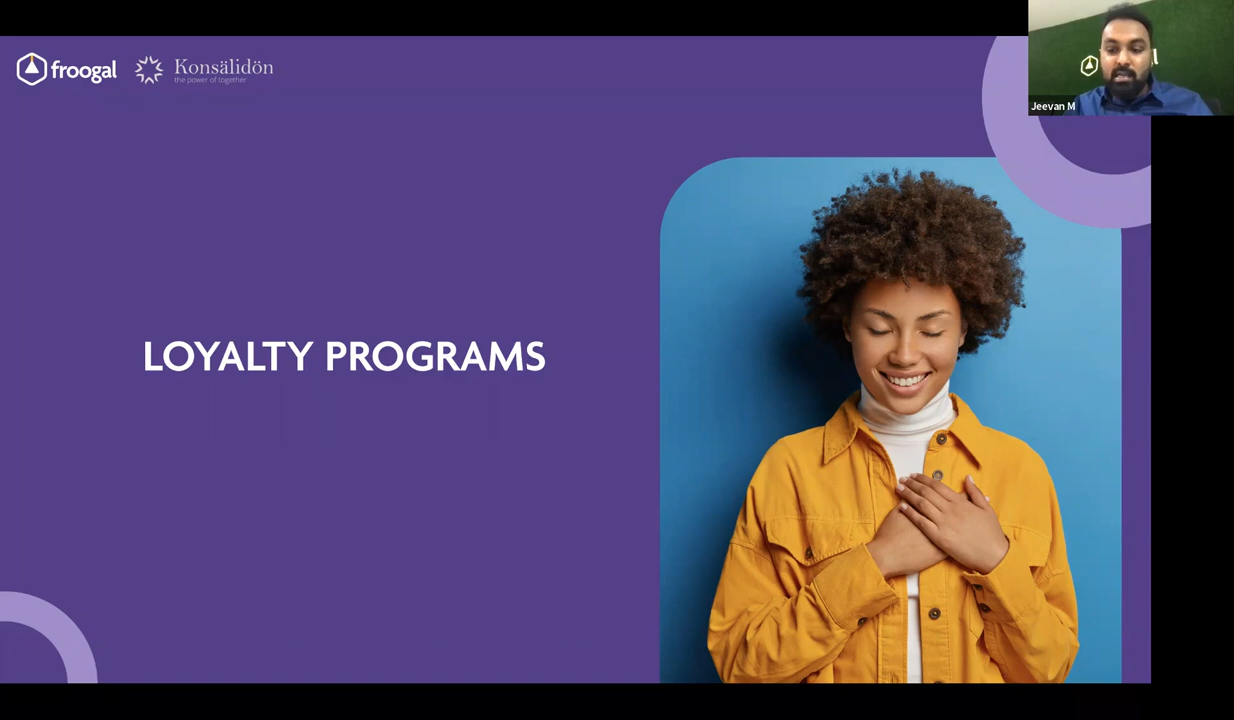 froogal
Konsälidön
the power of together
Jeevan M
LOYALTY PROGRAMS